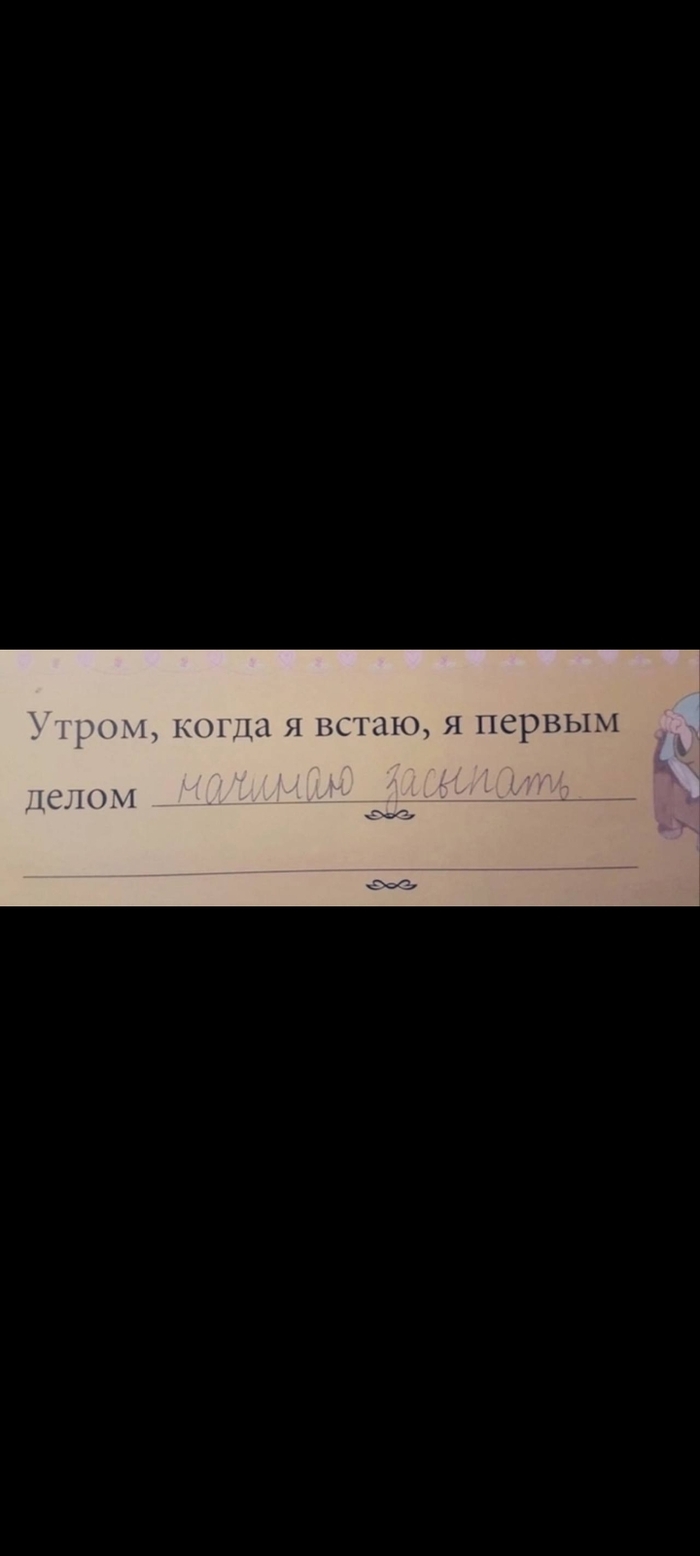 Утром, когда я встаю, я первым
делом начинаю засыпать.